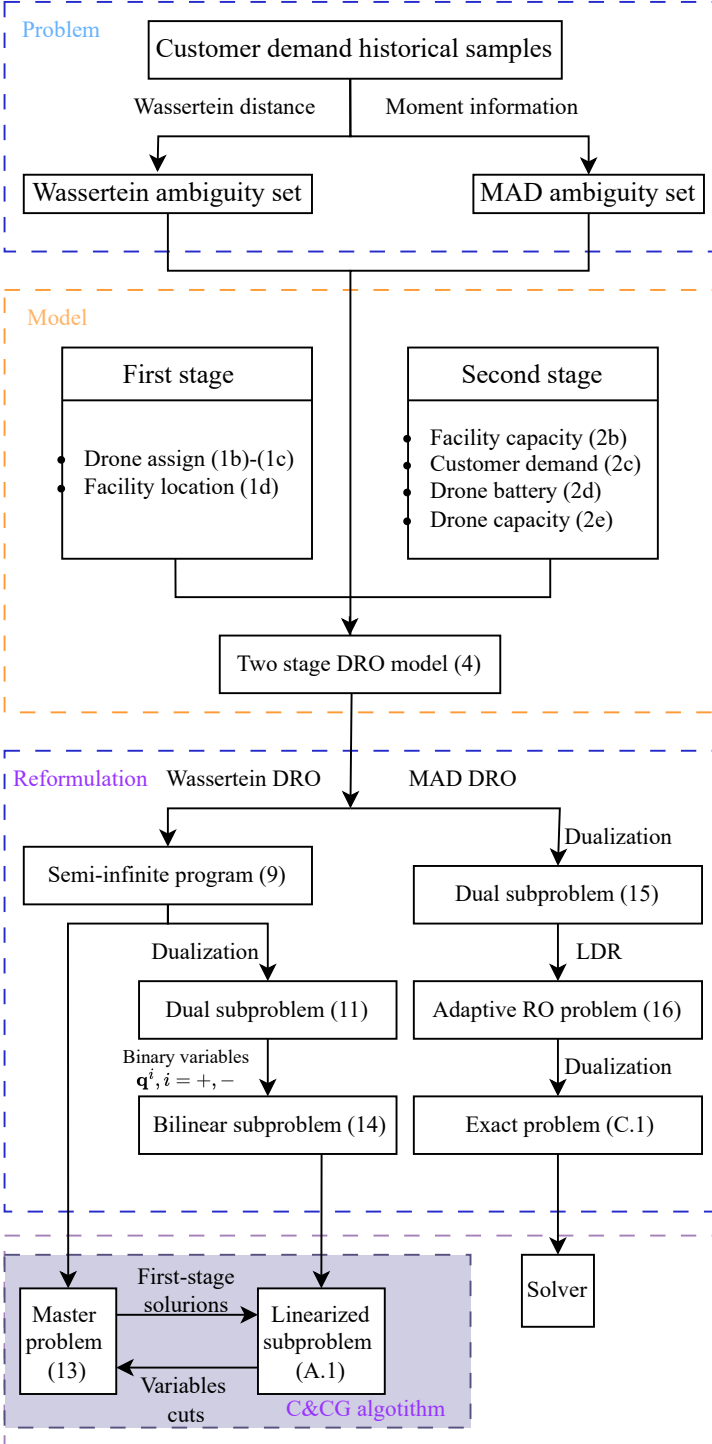 Problem
Customer demand historical samples
Wassertein distance
Moment information
Wassertein ambiguity set
MAD ambiguity set
Model
First stage
• Drone assign (1b)-(1c)
• Facility location (1d)
Second stage
• Facility capacity (2b)
• Customer demand (2c)
• Drone battery (2d)
• Drone capacity (2e)
Two stage DRO model (4)
Reformulation
Wassertein DRO
MAD DRO
Semi-infinite program (9)
Dualization
Dual subproblem (15)
Dualization
LDR
Dual subproblem (11)
Adaptive RO problem (16)
Binary variables
𝐪ⁱ, i = +, −
Dualization
Bilinear subproblem (14)
Exact problem (C.1)
Solver
Master
problem
(13)
First-stage
solurions
Linearized
subproblem
(A.1)
Variables
cuts
C&CG algotithm